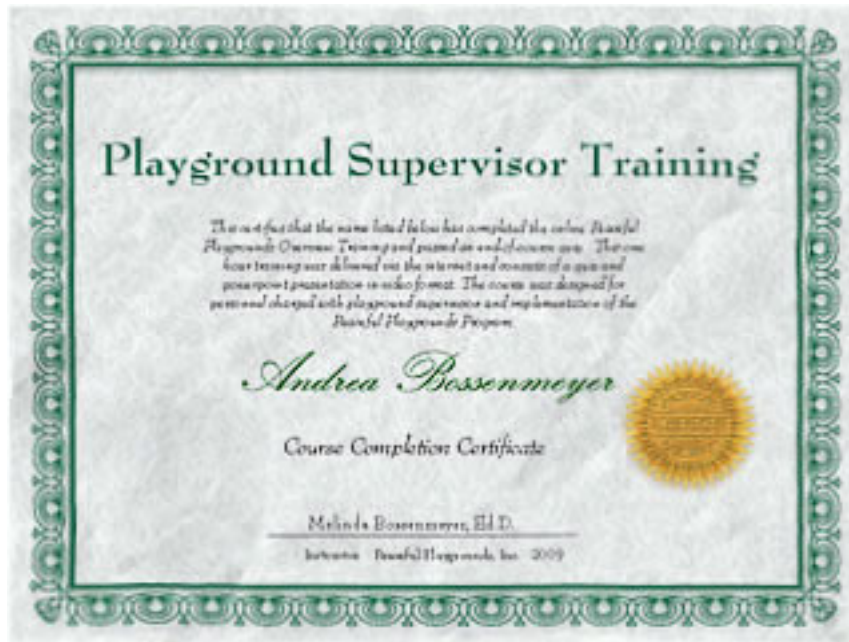 Playground Supervisor Training
This certifies that the name listed below has completed the online Peaceful
Playgrounds Overview Training and passed an end of course quiz. This one
hour training was delivered via the internet and consists of a quiz and
powerpoint presentation in video format. The course was designed for
personnel charged with playground supervision and implementation of the
Peaceful Playgrounds Program.
Andrea Bossenmeyer
Course Completion Certificate
Melinda Bossenmeyer, Ed.D.
Instructor Peaceful Playgrounds, Inc. 2009